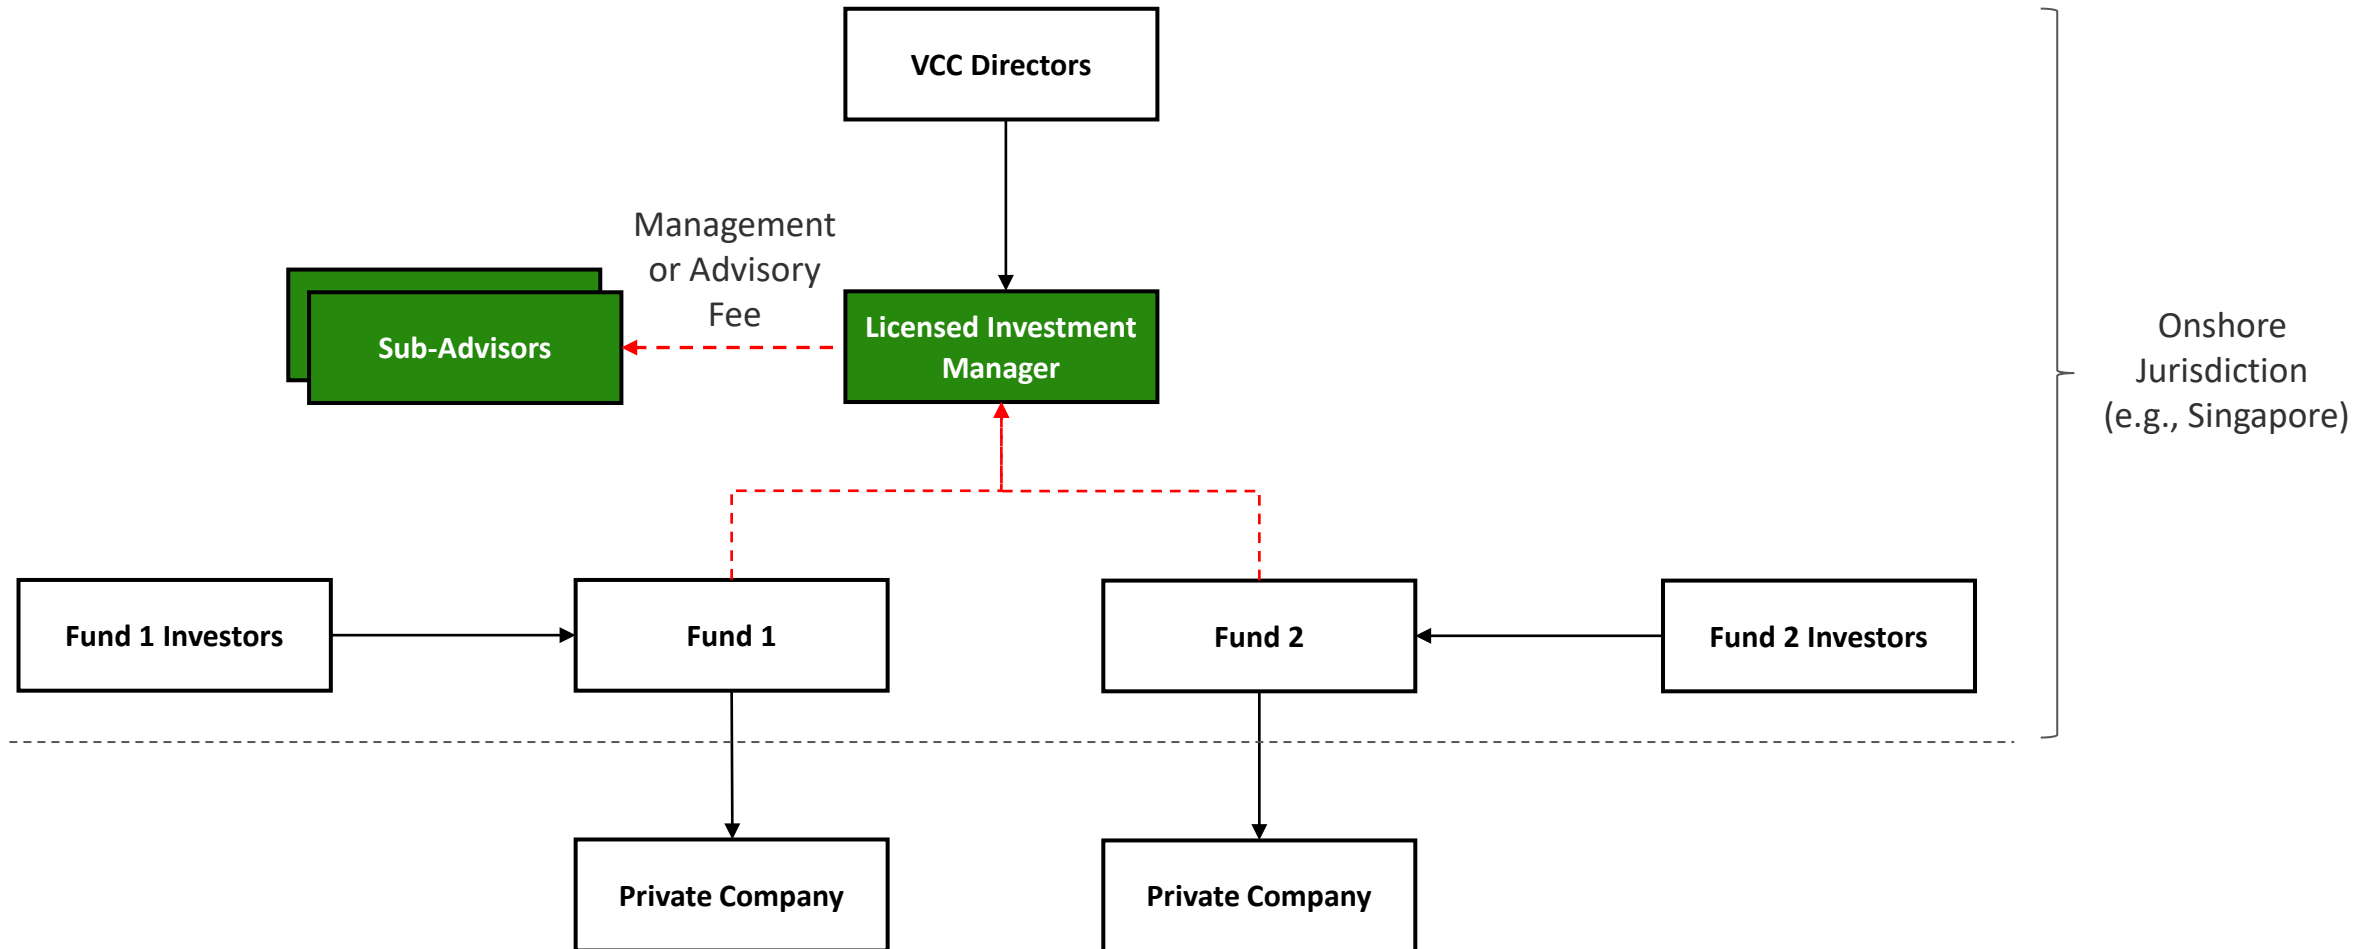 VCC Directors
Management
or Advisory
Fee
Sub-Advisors
Licensed Investment
Manager
Onshore
Jurisdiction
(e.g., Singapore)
Fund 1 Investors
Fund 1
Fund 2
Fund 2 Investors
Private Company
Private Company